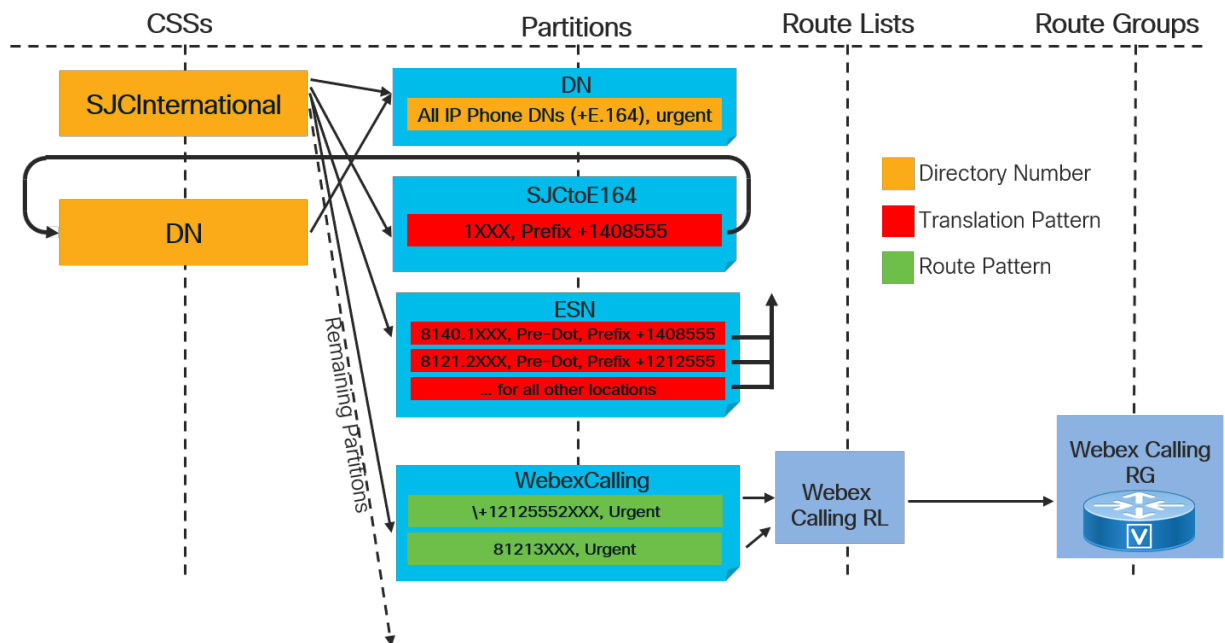 CSSs
Partitions
Route Lists
Route Groups
SJCInternational
DN
All IP Phone DNs (+E.164), urgent
DN
SJCtoE164
1XXX, Prefix +1408555
Directory Number
Translation Pattern
Route Pattern
ESN
8140.1XXX, Pre-Dot, Prefix +1408555
8121.2XXX, Pre-Dot, Prefix +1212555
... for all other locations
Remaining Partitions
WebexCalling
\+12125552XXX, Urgent
81213XXX, Urgent
Webex
Calling RL
Webex Calling
RG
V